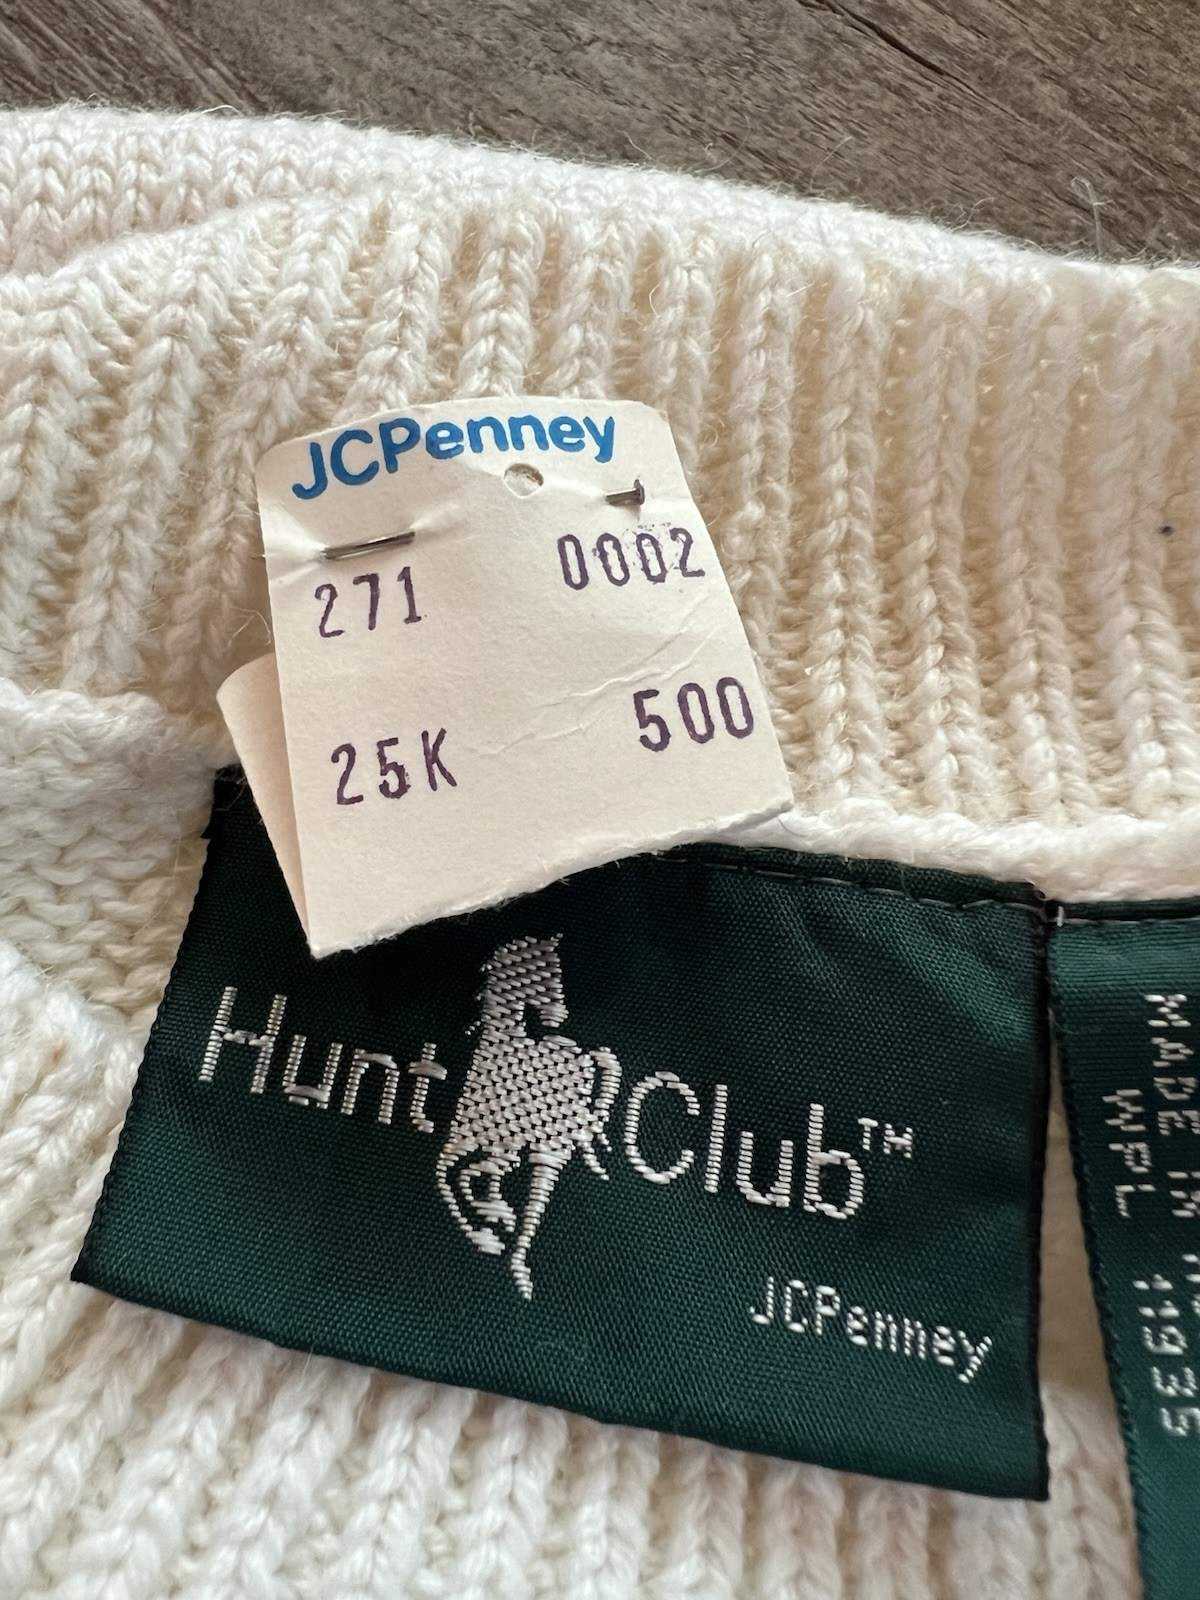 JCPenney
271 0002
25K 500
Hunt Club™
JCPenney
MADE IN
WPL 11935